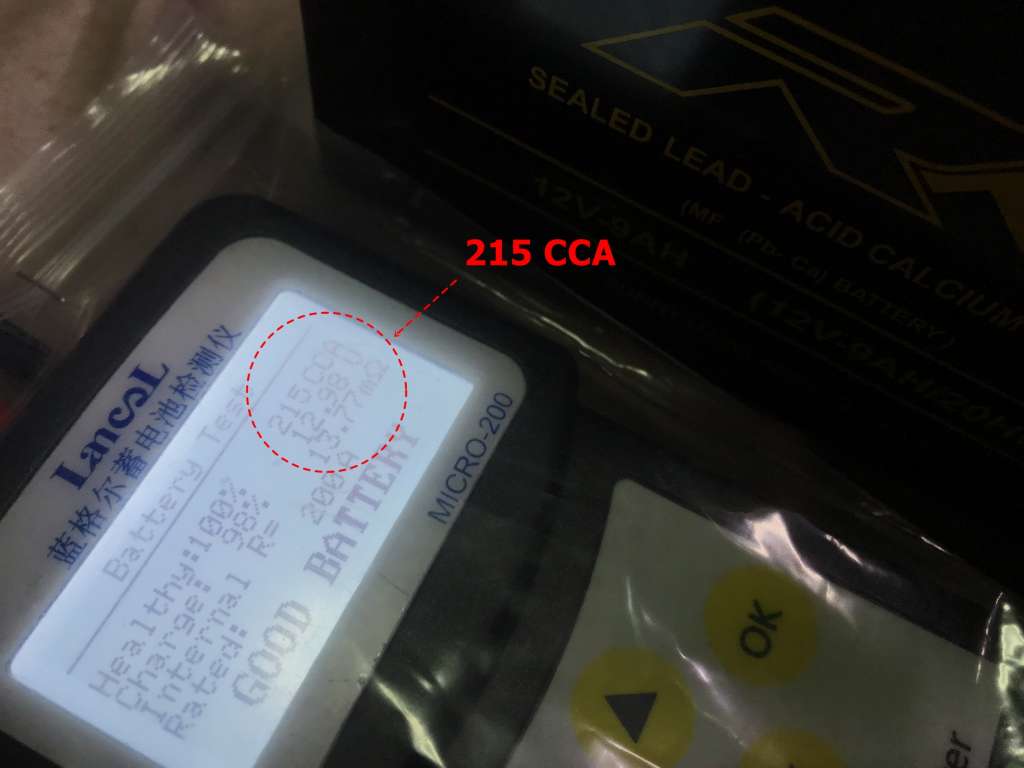 215 CCA
SEALED LEAD - ACID CALCIUM
(MF (Pb- Ca) BATTERY)
12V-9AH (12V-9AH/20H
Lancol
蓝格尔蓄电池检测仪
Battery Test
Healthy:100% 215CCA
Charge: 98% 12.98 V
Internal R= 13.77mΩ
Rated: 200A
GOOD BATTERY
MICRO-200
OK
er